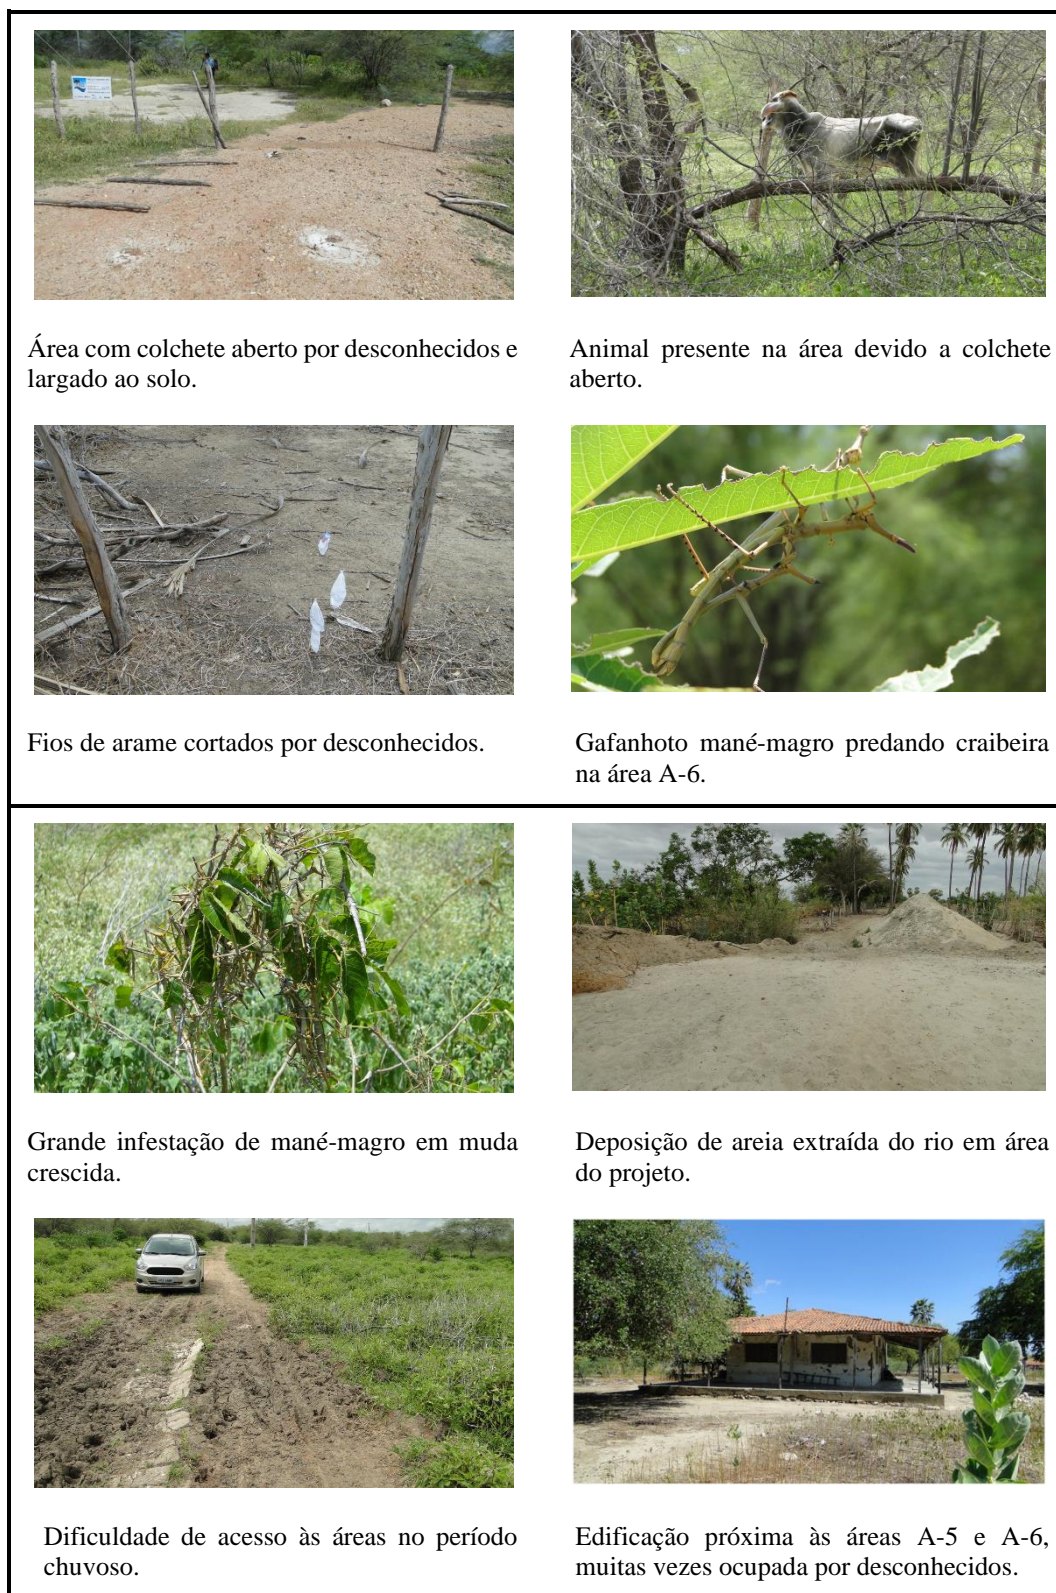 Área com colchete aberto por desconhecidos e
largado ao solo.
Animal presente na área devido a colchete
aberto.
Fios de arame cortados por desconhecidos.
Gafanhoto mané-magro predando craibeira
na área A-6.
Grande infestação de mané-magro em muda
crescida.
Deposição de areia extraída do rio em área
do projeto.
Dificuldade de acesso às áreas no período
chuvoso.
Edificação próxima às áreas A-5 e A-6,
muitas vezes ocupada por desconhecidos.